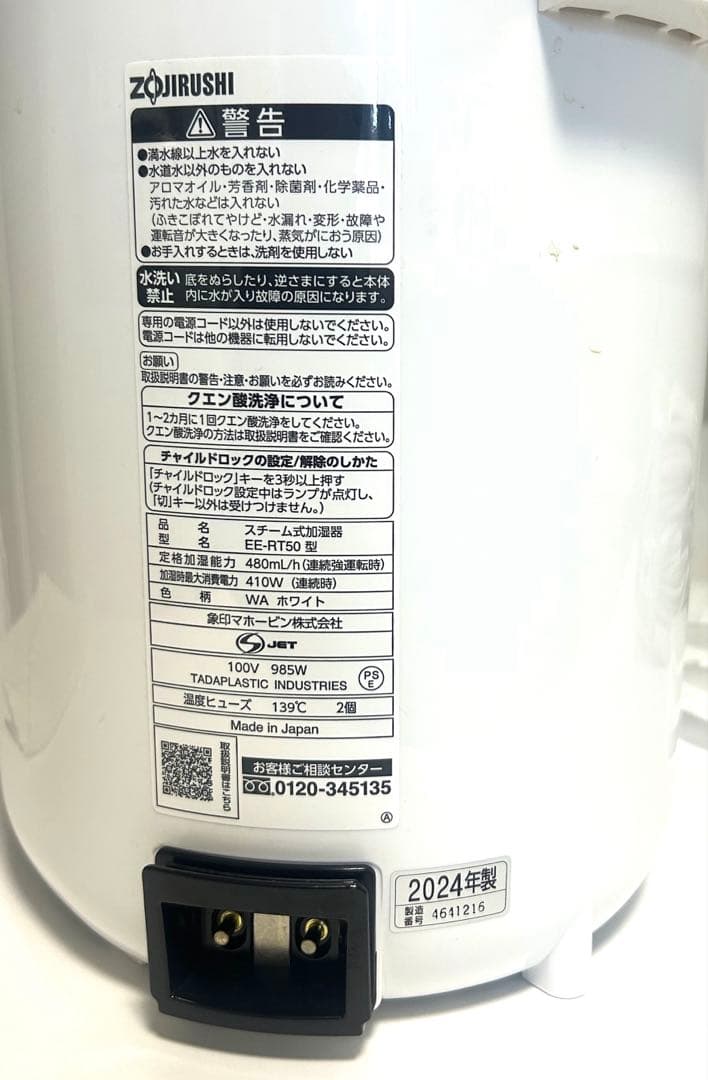 ZOJIRUSHI
警告
●満水線以上水を入れない
●水道水以外のものを入れない
アロマオイル・芳香剤・除菌剤・化学薬品・
汚れた水などは入れない
(ふきこぼれてやけど・水漏れ・変形・故障や
運転音が大きくなったり、蒸気がにおう原因)
●お手入れするときは、洗剤を使用しない
水洗い
禁止
底をぬらしたり、逆さまにすると本体
内に水が入り故障の原因になります。
専用の電源コード以外は使用しないでください。
電源コードは他の機器に転用しないでください。
お願い
取扱説明書の警告・注意・お願いを必ずお読みください。
クエン酸洗浄について
1〜2カ月に1回クエン酸洗浄をしてください。
クエン酸洗浄の方法は取扱説明書をご確認ください。
チャイルドロックの設定/解除のしかた
「チャイルドロック」キーを3秒以上押す
(チャイルドロック設定中はランプが点灯し、
「切」キー以外は受けつけません。)
品 名 スチーム式加湿器
型 名 EE-RT50 型
定格加湿能力 480mL/h(連続強運転時)
加湿時最大消費電力 410W(連続時)
色 柄 WA ホワイト
象印マホービン株式会社
S JET
100V 985W
TADAPLASTIC INDUSTRIES
PS
E
温度ヒューズ 139℃ 2個
Made in Japan
取扱説明書はこちら
お客様ご相談センター
0120-345135
Ⓐ
2024年製
製造
番号 4641216